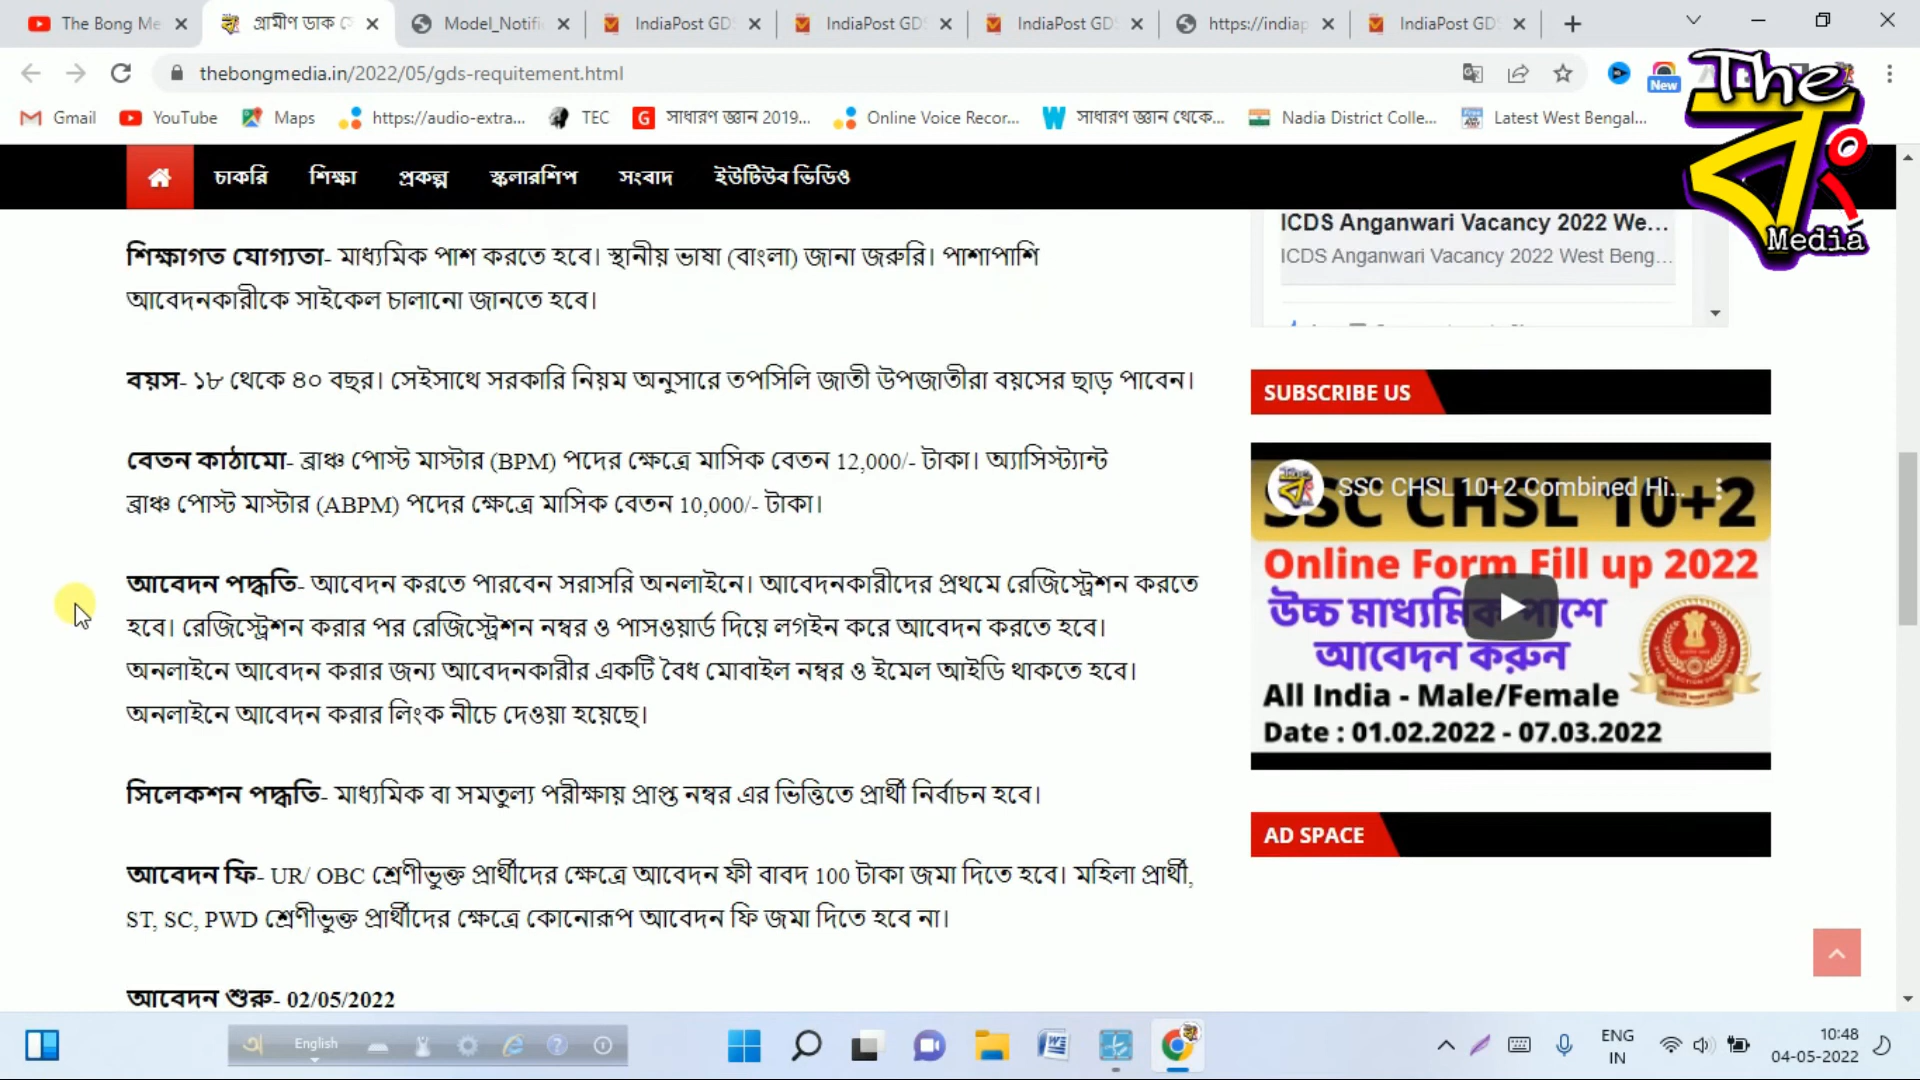 The Bong Me
গ্রামীণ ডাক সে
Model_Notifi
IndiaPost GDS
IndiaPost GDS
IndiaPost GDS
https://indiap
IndiaPost GDS
thebongmedia.in/2022/05/gds-requitement.html
New
Gmail
YouTube
Maps
https://audio-extra...
TEC
সাধারণ জ্ঞান 2019...
Online Voice Recor...
সাধারণ জ্ঞান থেকে...
Nadia District Colle...
Latest West Bengal...
The
বং
Media
চাকরি
শিক্ষা
প্রকল্প
স্কলারশিপ
সংবাদ
ইউটিউব ভিডিও
শিক্ষাগত যোগ্যতা- মাধ্যমিক পাশ করতে হবে। স্থানীয় ভাষা (বাংলা) জানা জরুরি। পাশাপাশি
আবেদনকারীকে সাইকেল চালানো জানতে হবে।
বয়স- ১৮ থেকে ৪০ বছর। সেইসাথে সরকারি নিয়ম অনুসারে তপসিলি জাতী উপজাতীরা বয়সের ছাড় পাবেন।
বেতন কাঠামো- ব্রাঞ্চ পোস্ট মাস্টার (BPM) পদের ক্ষেত্রে মাসিক বেতন 12,000/- টাকা। অ্যাসিস্ট্যান্ট
ব্রাঞ্চ পোস্ট মাস্টার (ABPM) পদের ক্ষেত্রে মাসিক বেতন 10,000/- টাকা।
আবেদন পদ্ধতি- আবেদন করতে পারবেন সরাসরি অনলাইনে। আবেদনকারীদের প্রথমে রেজিস্ট্রেশন করতে
হবে। রেজিস্ট্রেশন করার পর রেজিস্ট্রেশন নম্বর ও পাসওয়ার্ড দিয়ে লগইন করে আবেদন করতে হবে।
অনলাইনে আবেদন করার জন্য আবেদনকারীর একটি বৈধ মোবাইল নম্বর ও ইমেল আইডি থাকতে হবে।
অনলাইনে আবেদন করার লিংক নীচে দেওয়া হয়েছে।
সিলেকশন পদ্ধতি- মাধ্যমিক বা সমতুল্য পরীক্ষায় প্রাপ্ত নম্বর এর ভিত্তিতে প্রার্থী নির্বাচন হবে।
আবেদন ফি- UR/ OBC শ্রেণীভুক্ত প্রার্থীদের ক্ষেত্রে আবেদন ফী বাবদ 100 টাকা জমা দিতে হবে। মহিলা প্রার্থী,
ST, SC, PWD শ্রেণীভুক্ত প্রার্থীদের ক্ষেত্রে কোনোরূপ আবেদন ফি জমা দিতে হবে না।
আবেদন শুরু- 02/05/2022
ICDS Anganwari Vacancy 2022 We...
ICDS Anganwari Vacancy 2022 West Beng...
SUBSCRIBE US
SSC CHSL 10+2 Combined Hi...
SSC CHSL 10+2
Online Form Fill up 2022
উচ্চ মাধ্যমিক পাশে
আবেদন করুন
All India - Male/Female
Date : 01.02.2022 - 07.03.2022
AD SPACE
English
ENG
IN
10:48
04-05-2022